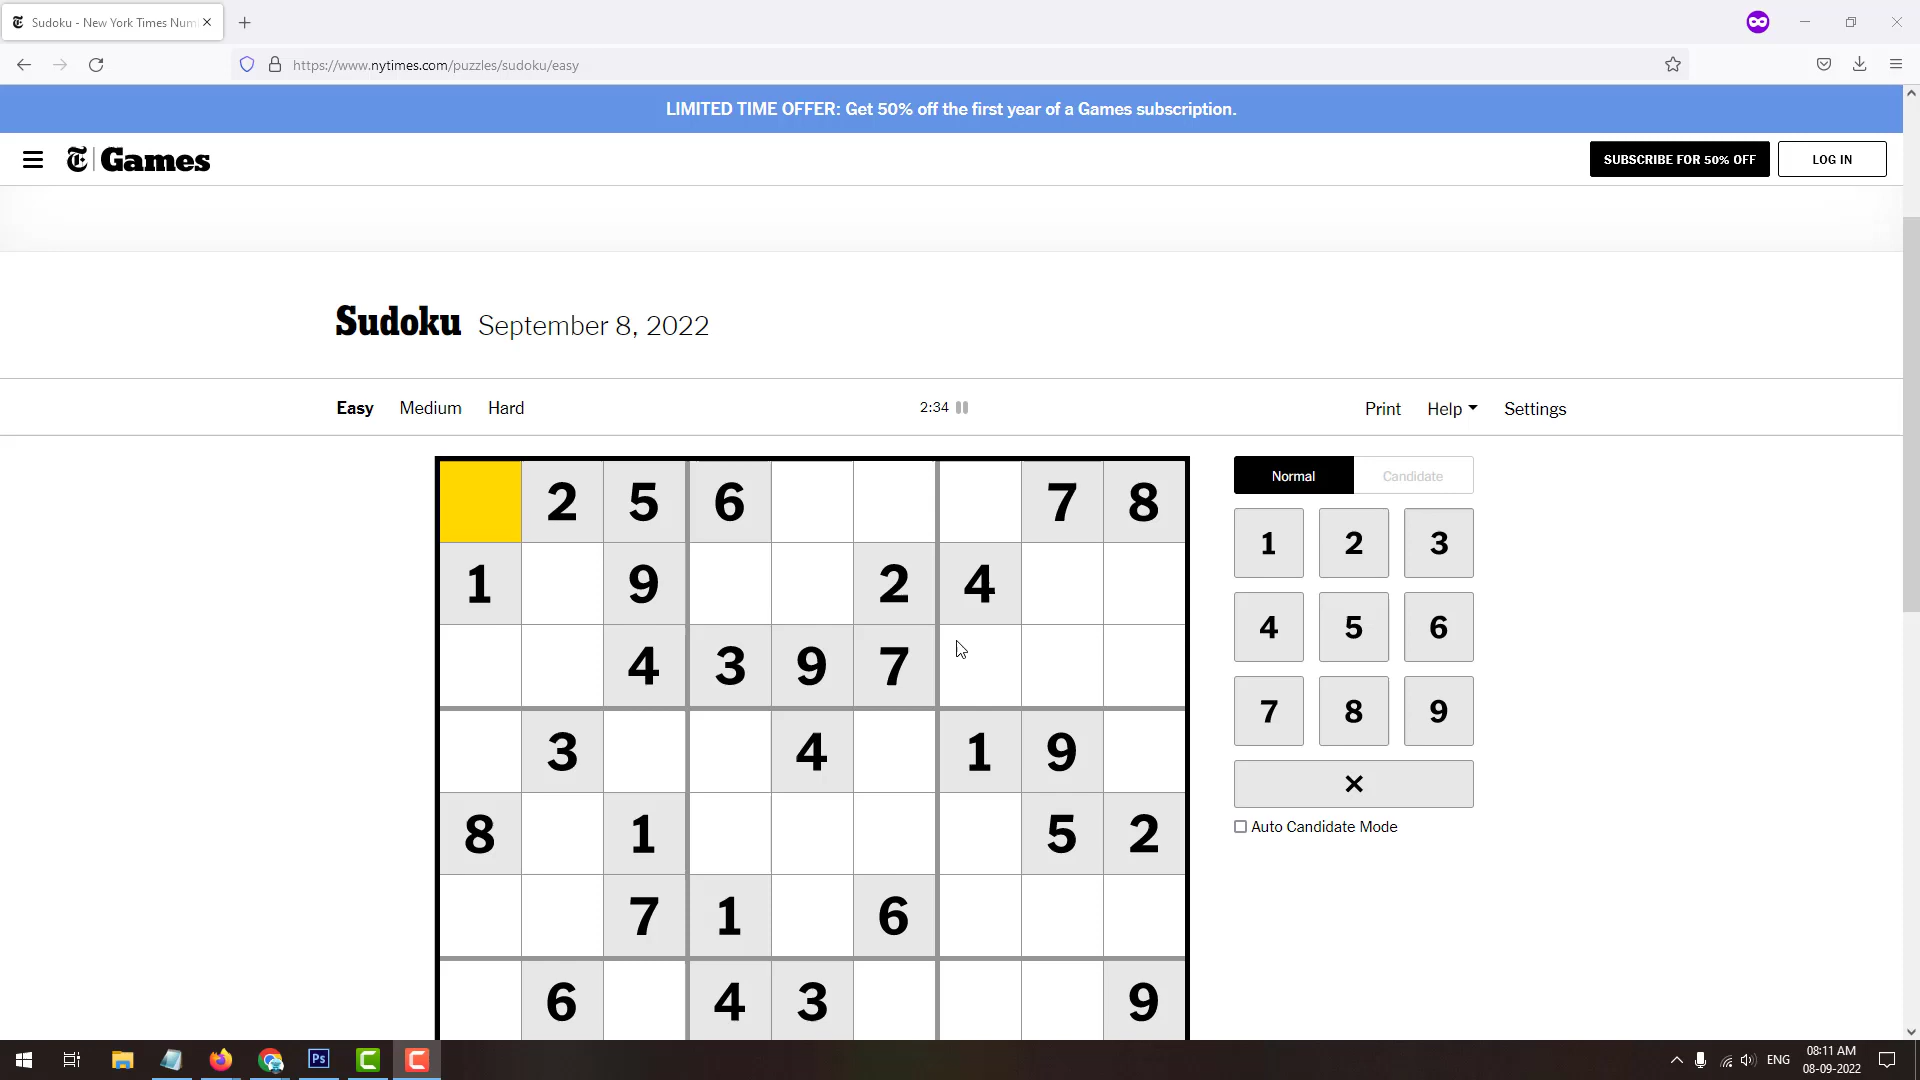 Sudoku - New York Times Num
https://www.nytimes.com/puzzles/sudoku/easy
LIMITED TIME OFFER: Get 50% off the first year of a Games subscription.
Games
SUBSCRIBE FOR 50% OFF
LOG IN
Sudoku September 8, 2022
Easy Medium Hard
2:34
Print Help Settings
Normal Candidate
2 5 6 7 8
1 9 2 4
4 3 9 7
3 4 1 9
8 1 5 2
7 1 6
6 4 3 9
1 2 3
4 5 6
7 8 9
Auto Candidate Mode
Ps
ENG
08:11 AM
08-09-2022